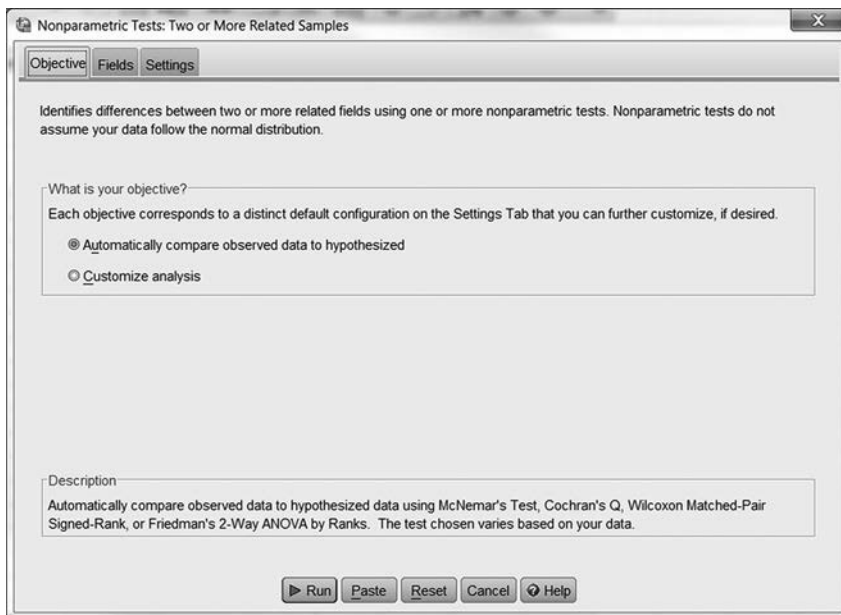 Nonparametric Tests: Two or More Related Samples
X
Objective Fields Settings
Identifies differences between two or more related fields using one or more nonparametric tests. Nonparametric tests do not
assume your data follow the normal distribution.
What is your objective?
Each objective corresponds to a distinct default configuration on the Settings Tab that you can further customize, if desired.
Automatically compare observed data to hypothesized
Customize analysis
Description
Automatically compare observed data to hypothesized data using McNemar's Test, Cochran's Q, Wilcoxon Matched-Pair
Signed-Rank, or Friedman's 2-Way ANOVA by Ranks. The test chosen varies based on your data.
Run Paste Reset Cancel Help